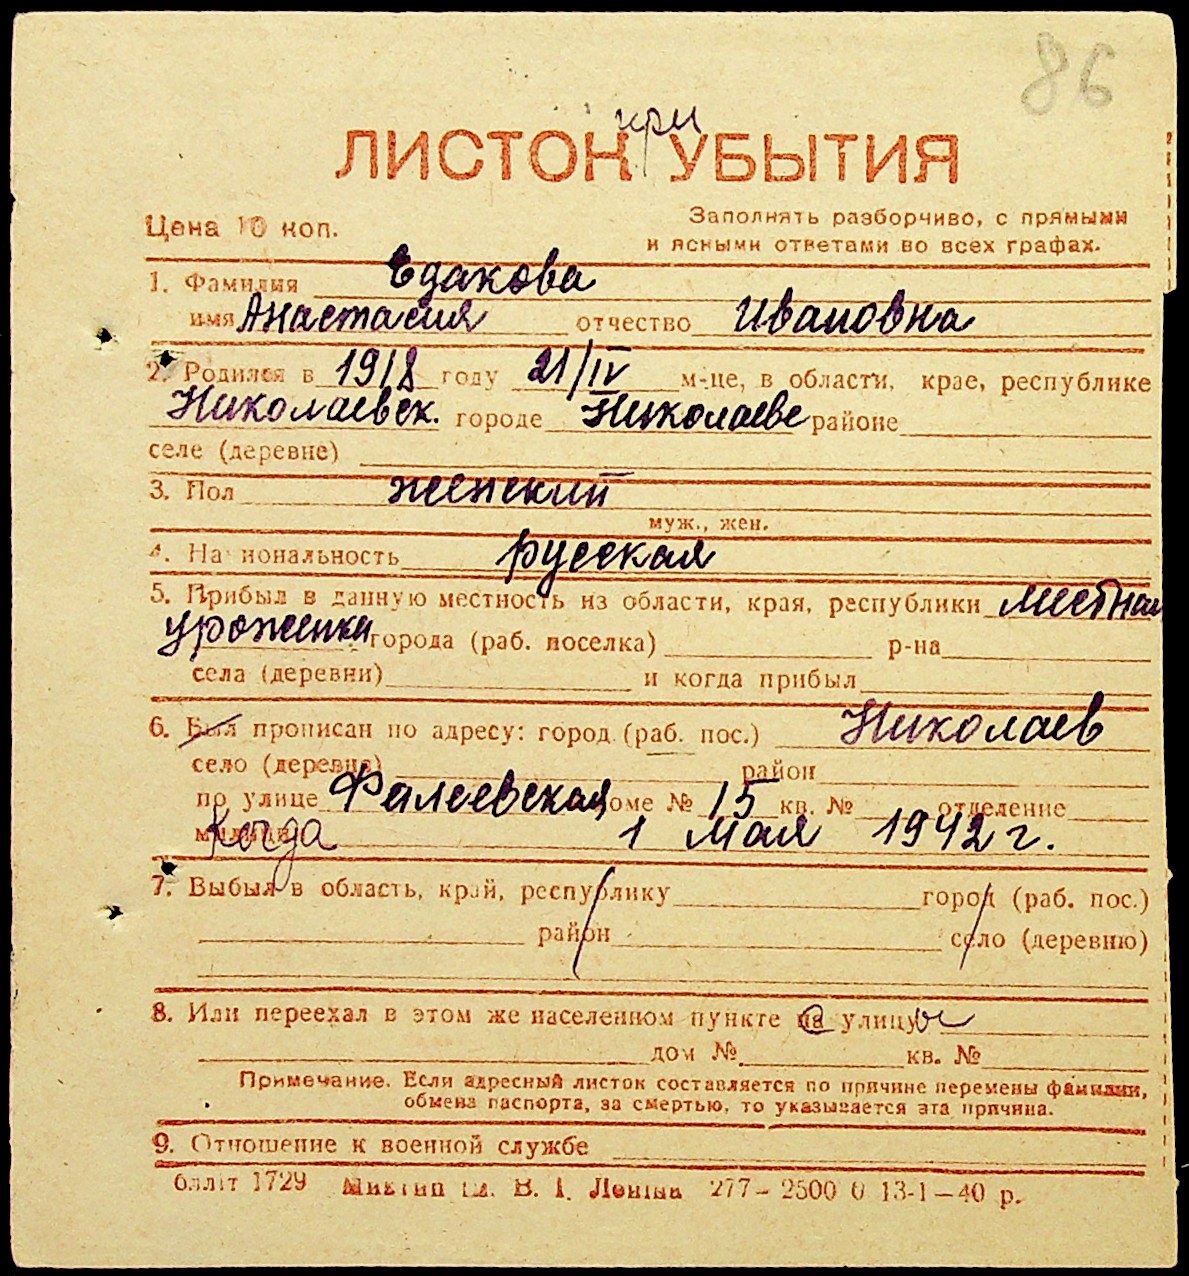 86
при
ЛИСТОК УБЫТИЯ
Цена 10 коп.
Заполнять разборчиво, с прямыми
и ясными ответами во всех графах.
1. Фамилия Едакова
имя Анастасия отчество Ивановна
2. Родился в 1918 году 21/IV м-це, в области, крае, республике
Николаевск. городе Николаеве районе
селе (деревне)
3. Пол женский
муж., жен.
4. Национальность русская
5. Прибыл в данную местность из области, края, республики местная
уроженка города (раб. поселка) р-на
села (деревни) и когда прибыл
6. Был прописан по адресу: город (раб. пос.) Николаев
село (деревня) район
по улице Фалеевская доме № 15 кв. № отделение
милиции Когда 1 мая 1942 г.
7. Выбыл в область, край, республику город (раб. пос.)
район село (деревню)
8. Или переехал в этом же населенном пункте на улицу
дом № кв. №
Примечание. Если адресный листок составляется по причине перемены фамилии,
обмена паспорта, за смертью, то указывается эта причина.
9. Отношение к военной службе
блліт 1729 В. І. Леніна 277–2500 0 13-1–40 р.